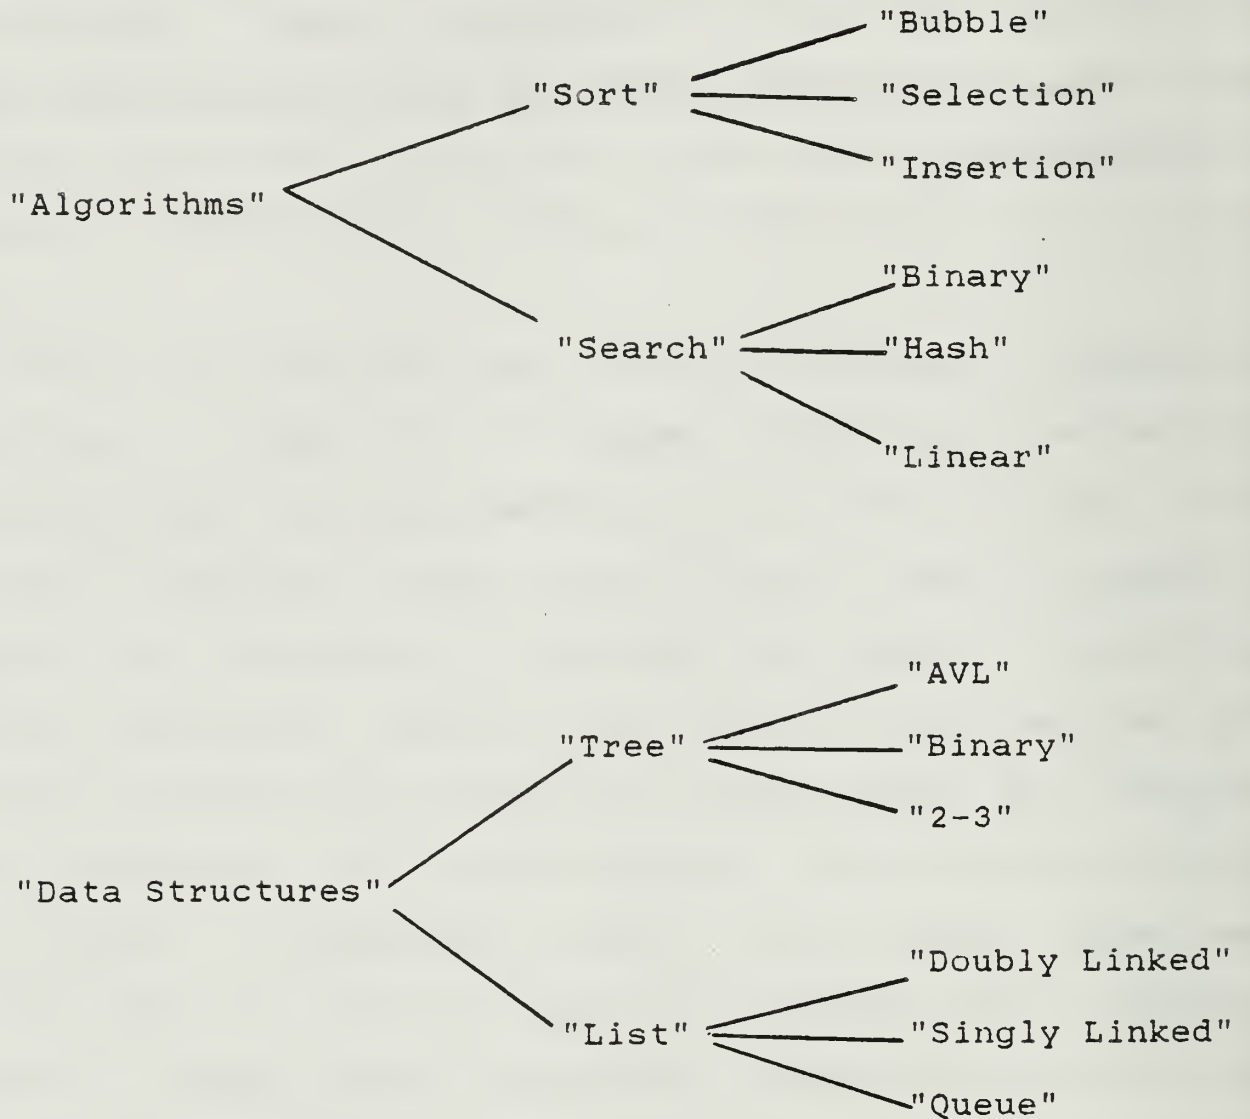 "Bubble"
"Sort"
"Selection"
"Insertion"
"Algorithms"
"Binary"
"Search"
"Hash"
"Linear"
"AVL"
"Tree"
"Binary"
"2-3"
"Data Structures"
"Doubly Linked"
"List"
"Singly Linked"
"Queue"